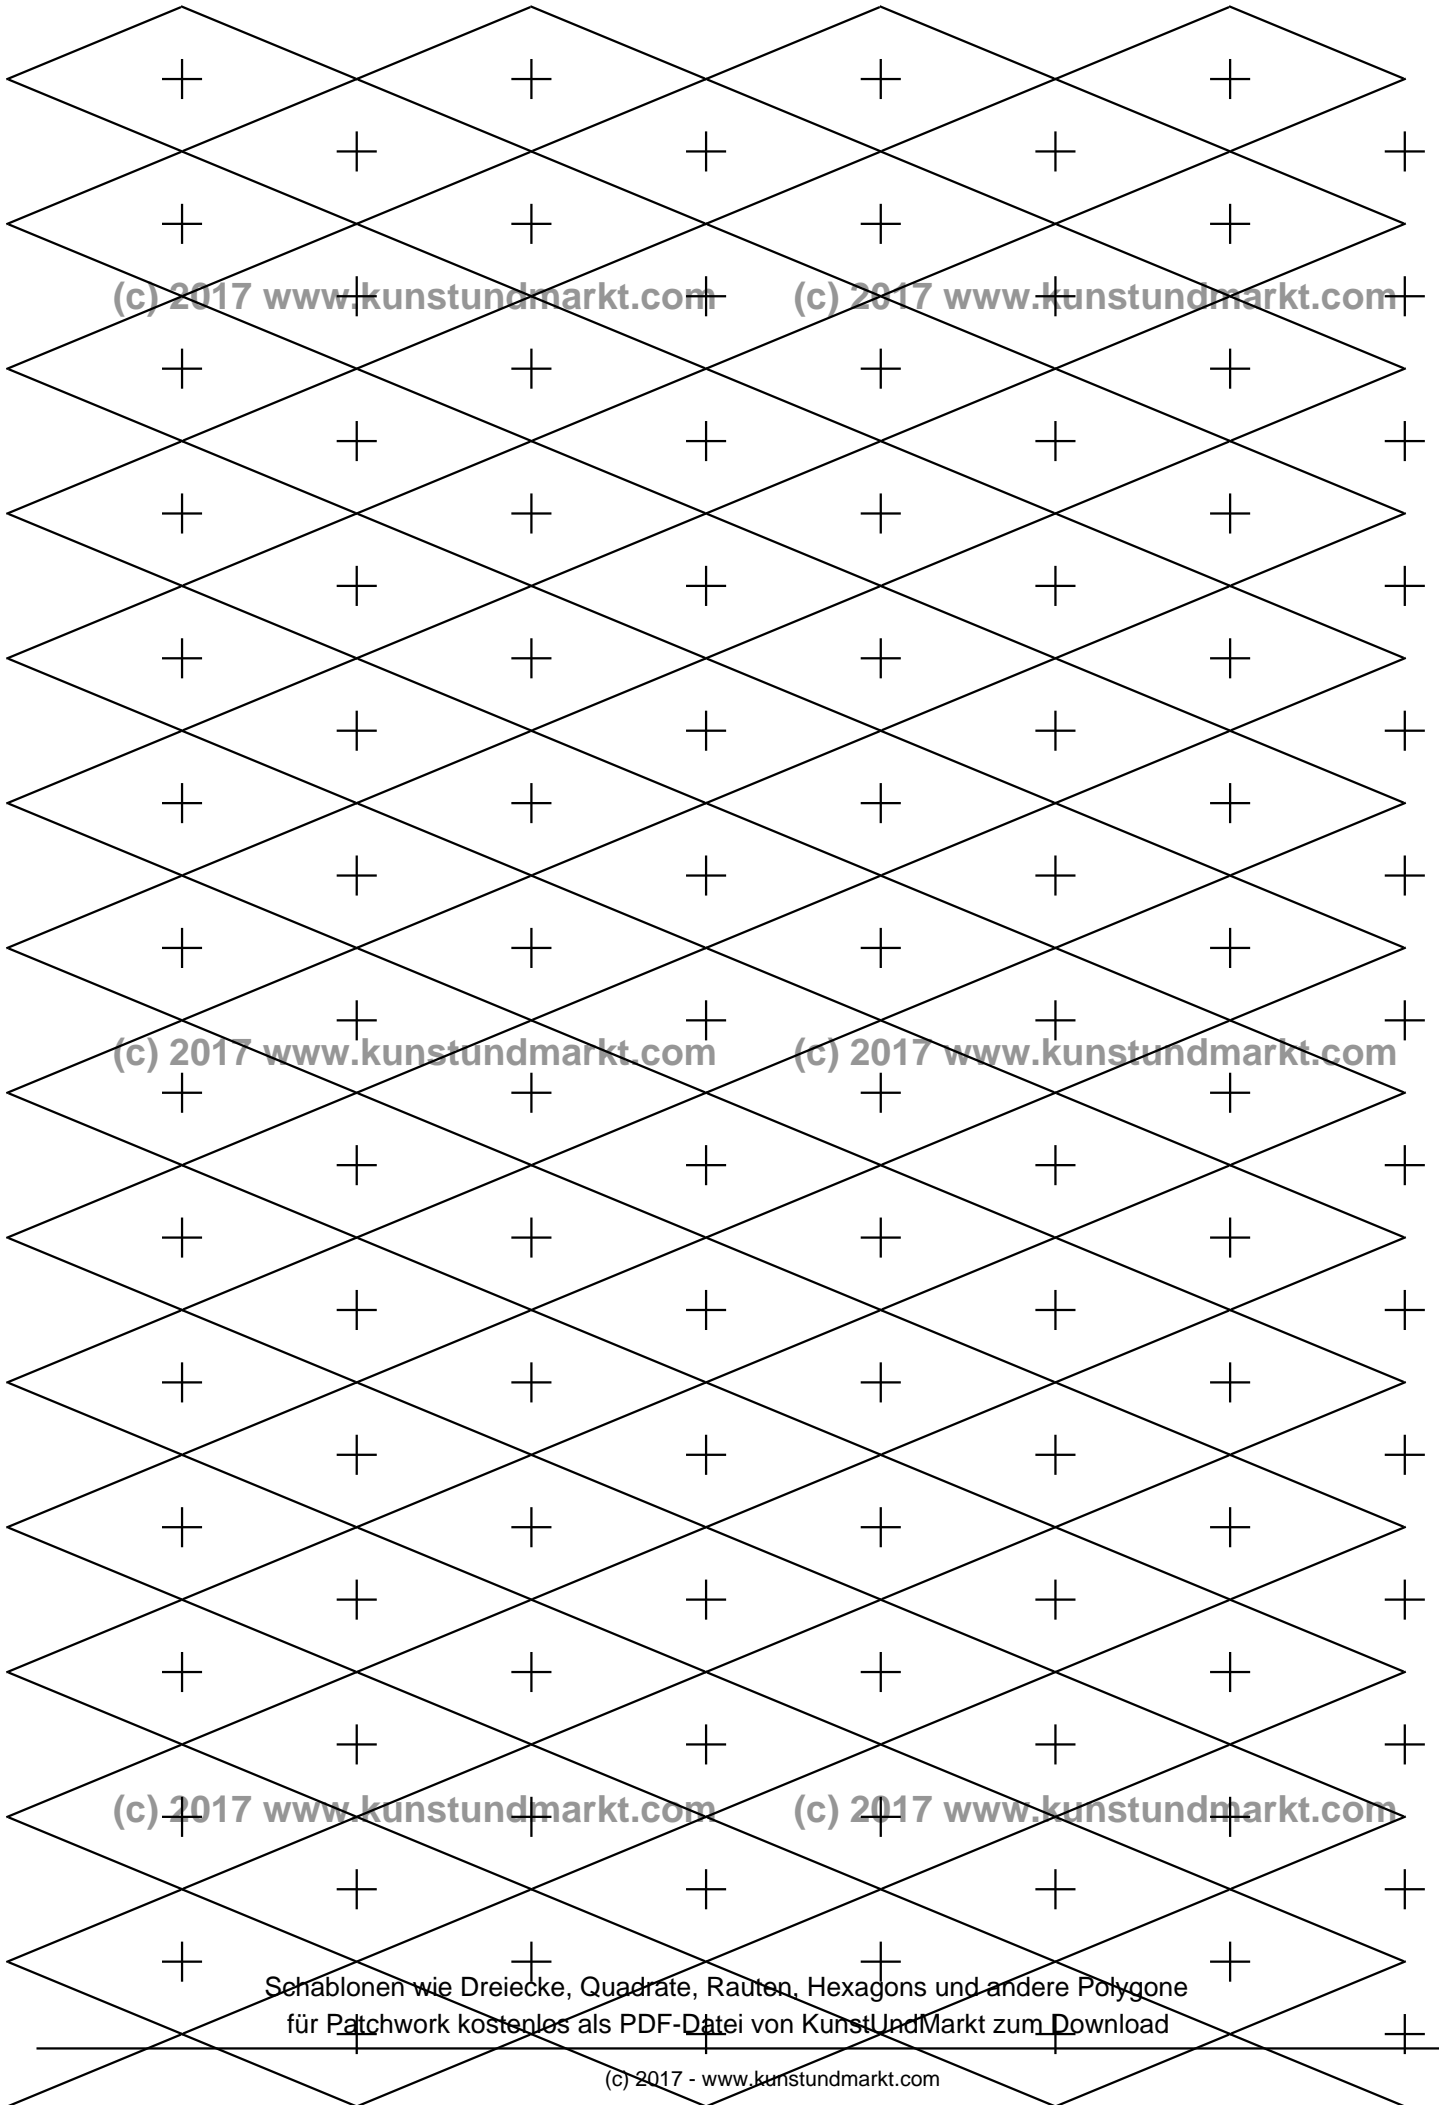 (c) 2017 www.kunstundmarkt.com (c) 2017 www.kunstundmarkt.com
(c) 2017 www.kunstundmarkt.com (c) 2017 www.kunstundmarkt.com
(c) 2017 www.kunstundmarkt.com (c) 2017 www.kunstundmarkt.com
Schablonen wie Dreiecke, Quadrate, Rauten, Hexagons und andere Polygone
für Patchwork kostenlos als PDF-Datei von KunstUndMarkt zum Download
(c) 2017 - www.kunstundmarkt.com